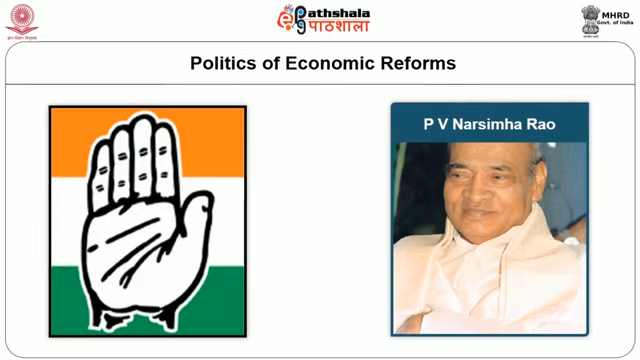 Pathshala
पाठशाला
MHRD
Govt. of India
Politics of Economic Reforms
P V Narsimha Rao